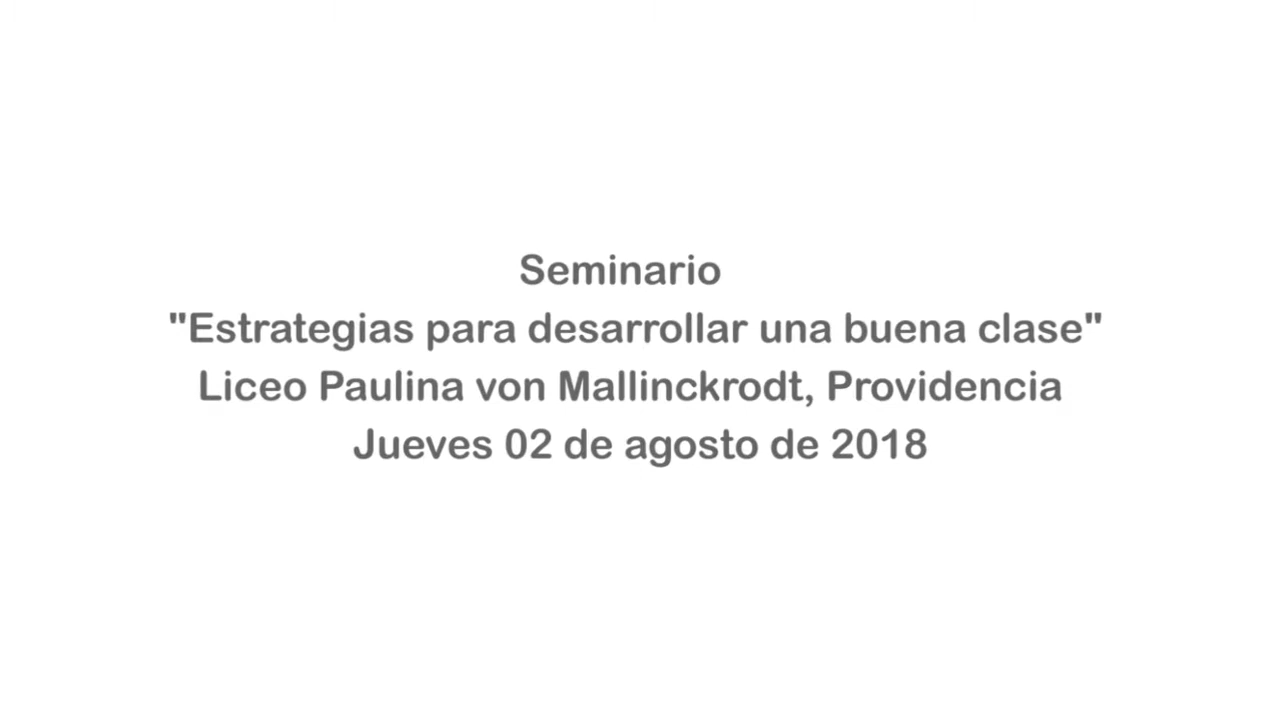 Seminario
"Estrategias para desarrollar una buena clase"
Liceo Paulina von Mallinckrodt, Providencia
Jueves 02 de agosto de 2018